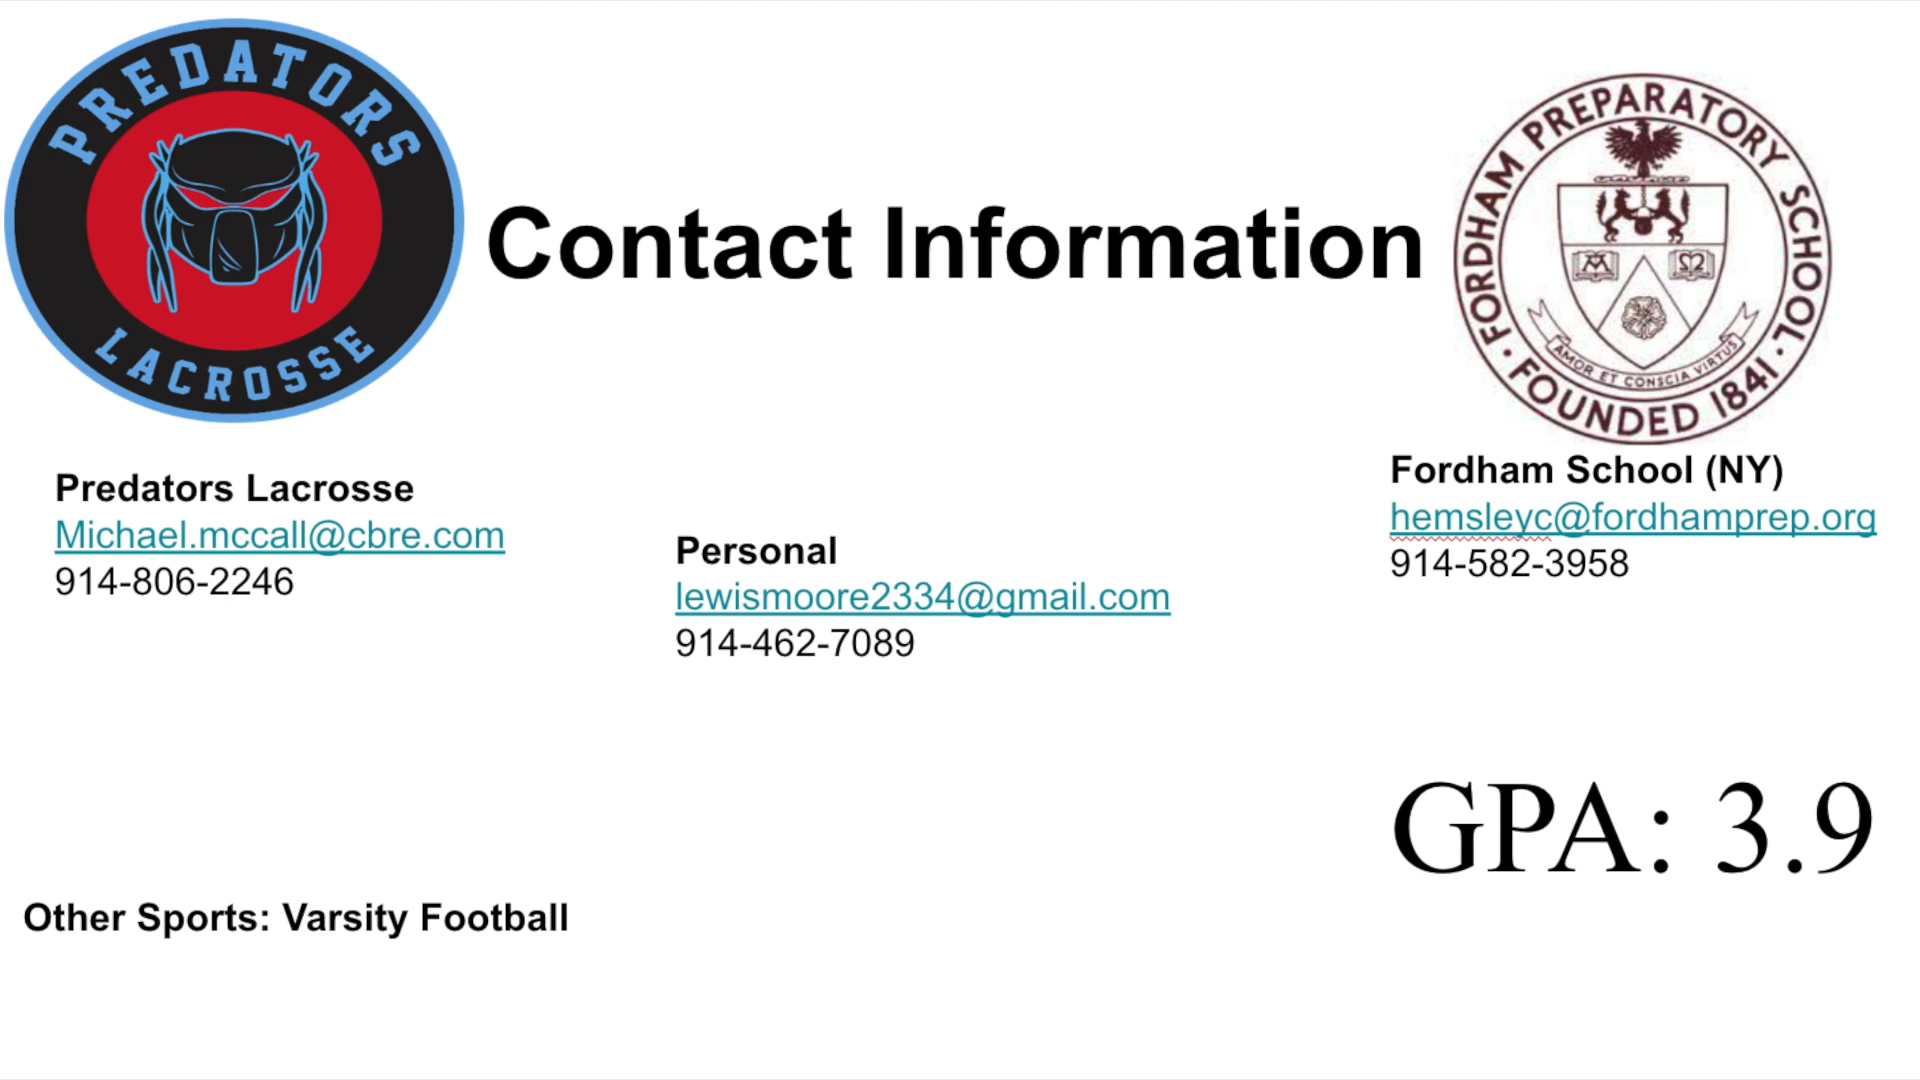 PREDATORS
LACROSSE
Contact Information
FORDHAM PREPARATORY SCHOOL
AMOR ET CONSCIA VIRTUS
· FOUNDED 1841 ·
Predators Lacrosse
Michael.mccall@cbre.com
914-806-2246
Personal
lewismoore2334@gmail.com
914-462-7089
Fordham School (NY)
hemsleyc@fordhamprep.org
914-582-3958
GPA: 3.9
Other Sports: Varsity Football